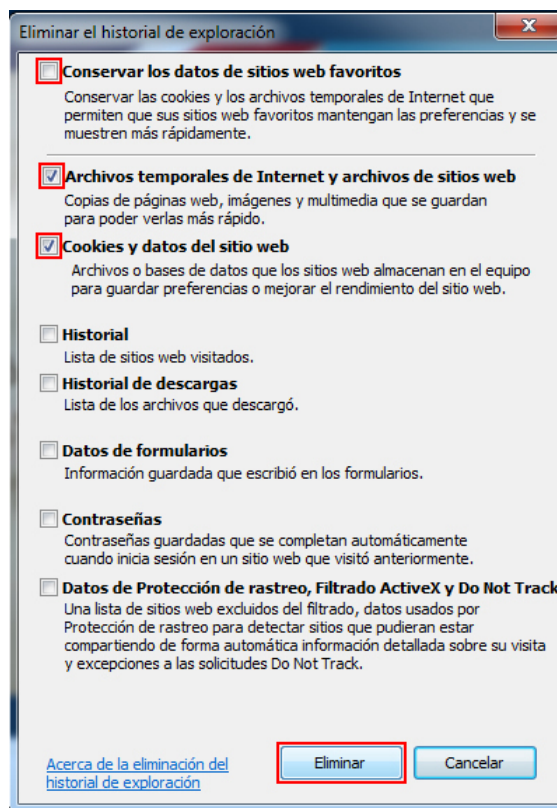 Eliminar el historial de exploración
Conservar los datos de sitios web favoritos
Conservar las cookies y los archivos temporales de Internet que
permiten que sus sitios web favoritos mantengan las preferencias y se
muestren más rápidamente.
Archivos temporales de Internet y archivos de sitios web
Copias de páginas web, imágenes y multimedia que se guardan
para poder verlas más rápido.
Cookies y datos del sitio web
Archivos o bases de datos que los sitios web almacenan en el equipo
para guardar preferencias o mejorar el rendimiento del sitio web.
Historial
Lista de sitios web visitados.
Historial de descargas
Lista de los archivos que descargó.
Datos de formularios
Información guardada que escribió en los formularios.
Contraseñas
Contraseñas guardadas que se completan automáticamente
cuando inicia sesión en un sitio web que visitó anteriormente.
Datos de Protección de rastreo, Filtrado ActiveX y Do Not Track
Una lista de sitios web excluidos del filtrado, datos usados por
Protección de rastreo para detectar sitios que pudieran estar
compartiendo de forma automática información detallada sobre su visita
y excepciones a las solicitudes Do Not Track.
Acerca de la eliminación del
historial de exploración
Eliminar
Cancelar